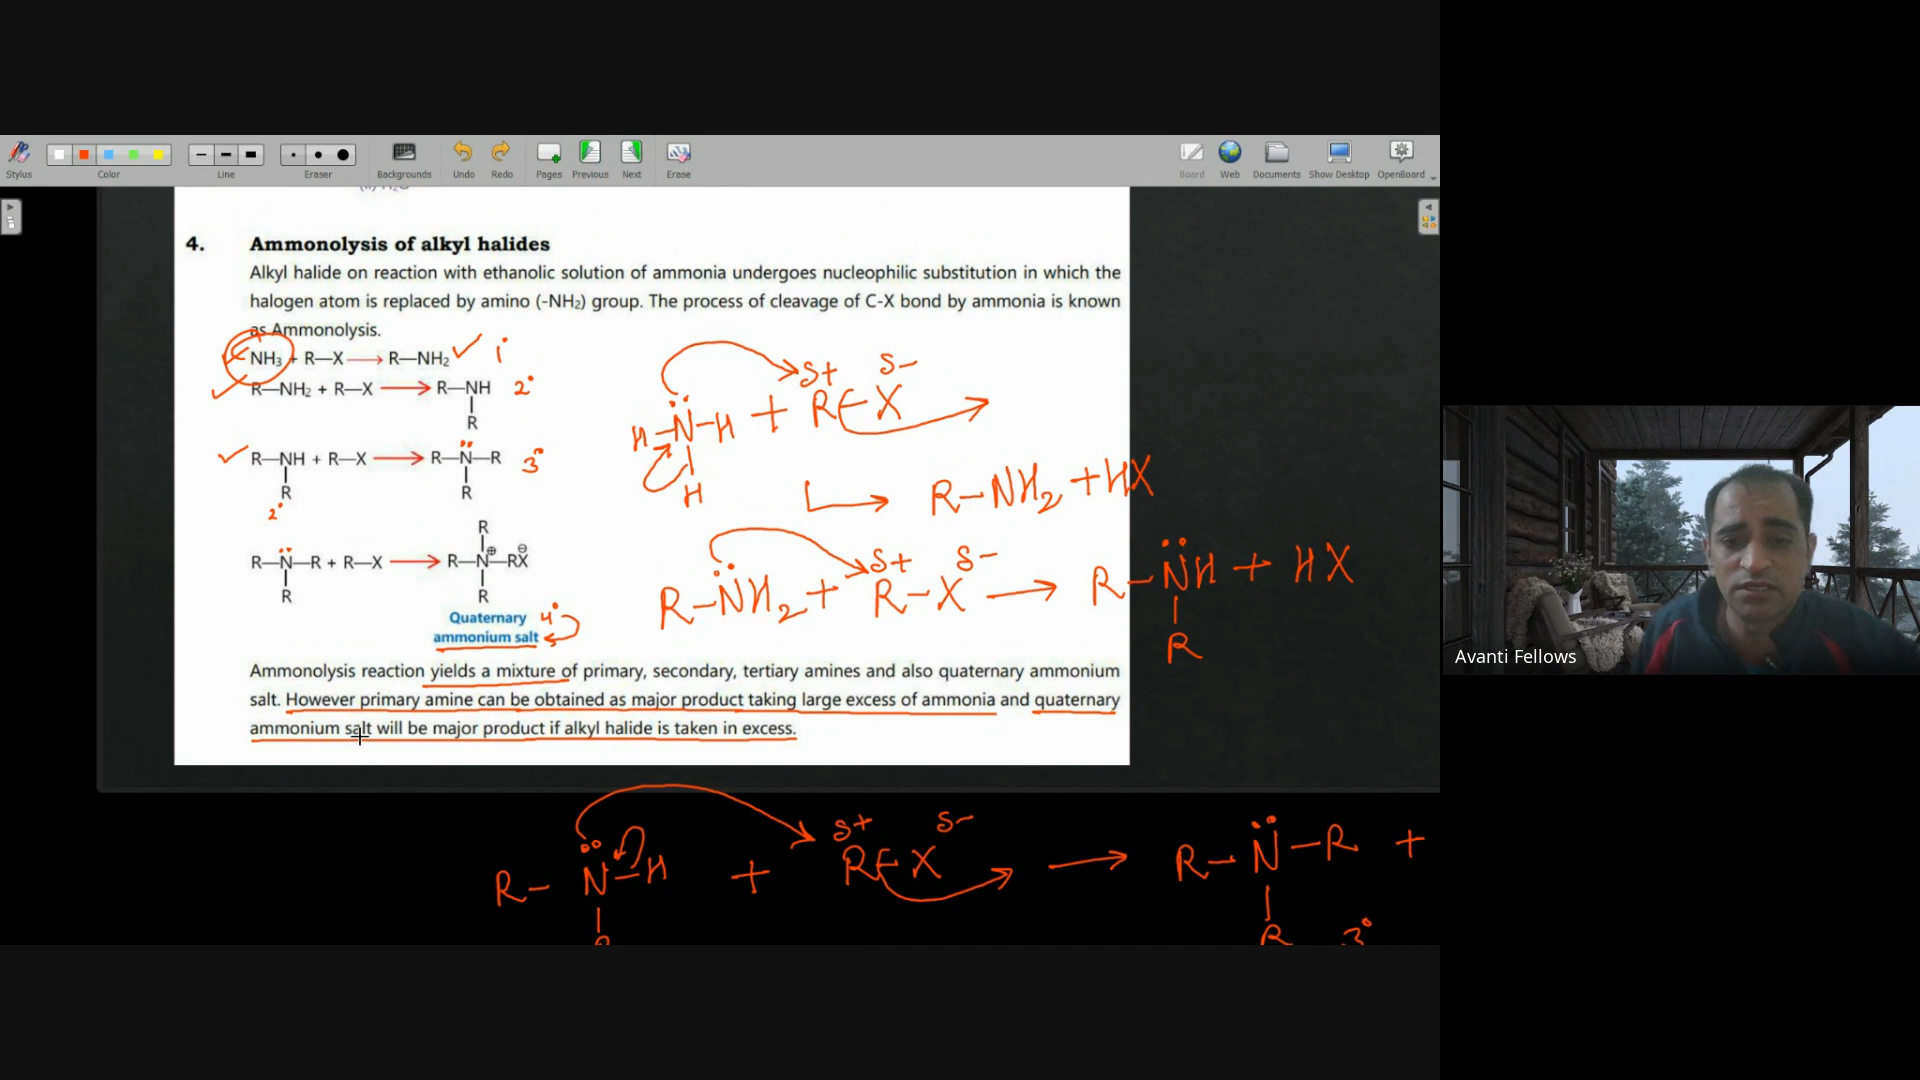 Stylus
Color
Line
Eraser
Backgrounds
Undo
Redo
Pages
Previous
Next
Erase
Board
Web
Documents
Show Desktop
OpenBoard
4. Ammonolysis of alkyl halides
Alkyl halide on reaction with ethanolic solution of ammonia undergoes nucleophilic substitution in which the
halogen atom is replaced by amino (-NH₂) group. The process of cleavage of C-X bond by ammonia is known
as Ammonolysis.
NH₃ + R—X ⟶ R—NH₂ ✓ 1°
R—NH₂ + R—X ⟶ R—NH 2°
R
R—NH + R—X ⟶ R—N̈—R 3°
R R
2°
R
R—N̈—R + R—X ⟶ R—N⊕—RX⊖
R R
Quaternary 4°
ammonium salt
Ammonolysis reaction yields a mixture of primary, secondary, tertiary amines and also quaternary ammonium
salt. However primary amine can be obtained as major product taking large excess of ammonia and quaternary
ammonium salt will be major product if alkyl halide is taken in excess.
δ+ δ-
H-N̈-H + R-X →
H
→ R-NH₂ + HX
δ+ δ-
R-N̈H₂ + R-X → R-N̈H + HX
R
δ+ δ-
R-N̈-H + R-X → R-N̈-R +
R R 3°
Avanti Fellows